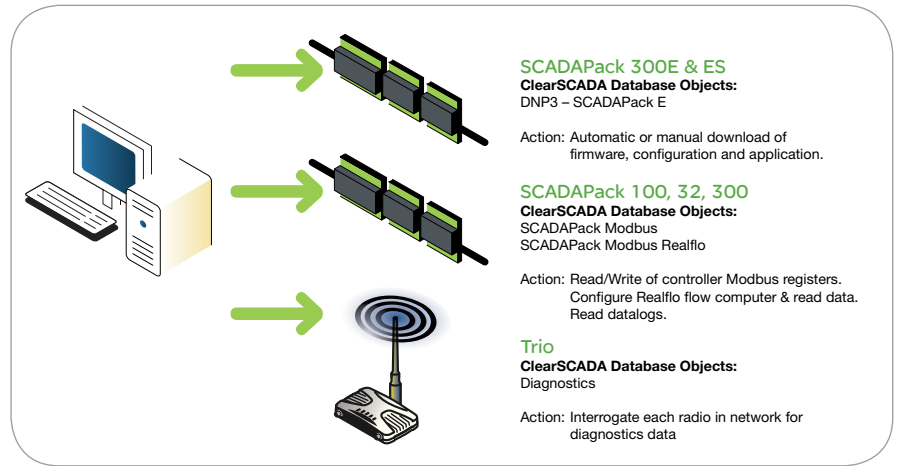 SCADAPack 300E & ES
ClearSCADA Database Objects:
DNP3 – SCADAPack E
Action: Automatic or manual download of
firmware, configuration and application.
SCADAPack 100, 32, 300
ClearSCADA Database Objects:
SCADAPack Modbus
SCADAPack Modbus Realflo
Action: Read/Write of controller Modbus registers.
Configure Realflo flow computer & read data.
Read datalogs.
Trio
ClearSCADA Database Objects:
Diagnostics
Action: Interrogate each radio in network for
diagnostics data